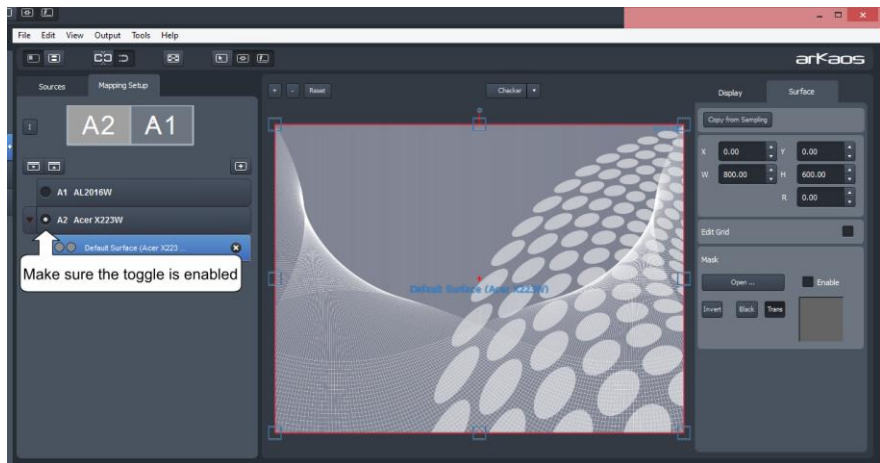 File Edit View Output Tools Help
arKaos
Sources Mapping Setup
+ - Reset Checker
Display Surface
A2 A1
Copy from Sampling
X 0.00 Y 0.00
W 800.00 H 600.00
R 0.00
A1 AL2016W
A2 Acer X223W
Default Surface (Acer X223 ...
Make sure the toggle is enabled
Default Surface (Acer X223W)
Edit Grid
Mask
Open ... Enable
Invert Black Trans